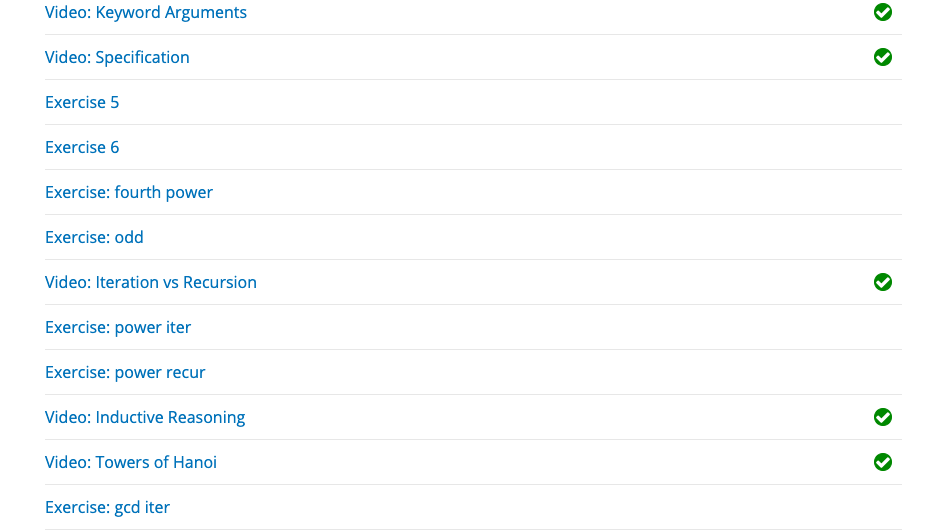 Video: Keyword Arguments
Video: Specification
Exercise 5
Exercise 6
Exercise: fourth power
Exercise: odd
Video: Iteration vs Recursion
Exercise: power iter
Exercise: power recur
Video: Inductive Reasoning
Video: Towers of Hanoi
Exercise: gcd iter